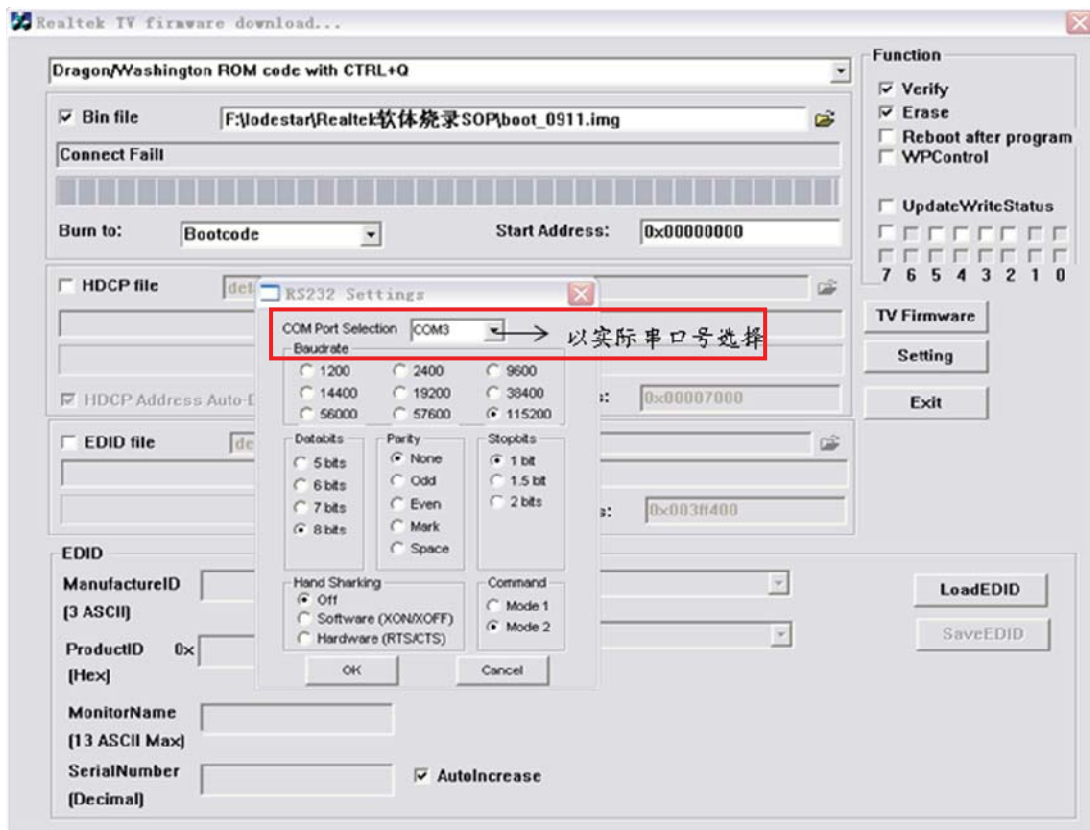 Realtek TV firmware download...
Dragon/Washington ROM code with CTRL+Q
Bin file
F:\lodestar\Realtek软体烧录SOP\boot_0911.img
Connect Faill
Burn to:
Bootcode
Start Address:
0x00000000
HDCP file
HDCP Address Auto-
0x00007000
EDID file
0x003ff400
RS232 Settings
COM Port Selection
COM3
以实际串口号选择
Baudrate
1200 2400 9600
14400 19200 38400
56000 57600 115200
Databits
5 bits
6 bits
7 bits
8 bits
Parity
None
Odd
Even
Mark
Space
Stopbits
1 bit
1.5 bit
2 bits
Hand Sharking
Off
Software (XON/XOFF)
Hardware (RTS/CTS)
Command
Mode 1
Mode 2
OK
Cancel
EDID
ManufactureID
(3 ASCII)
ProductID 0x
(Hex)
MonitorName
(13 ASCII Max)
SerialNumber
(Decimal)
AutoIncrease
LoadEDID
SaveEDID
Function
Verify
Erase
Reboot after program
WPControl
UpdateWriteStatus
7 6 5 4 3 2 1 0
TV Firmware
Setting
Exit